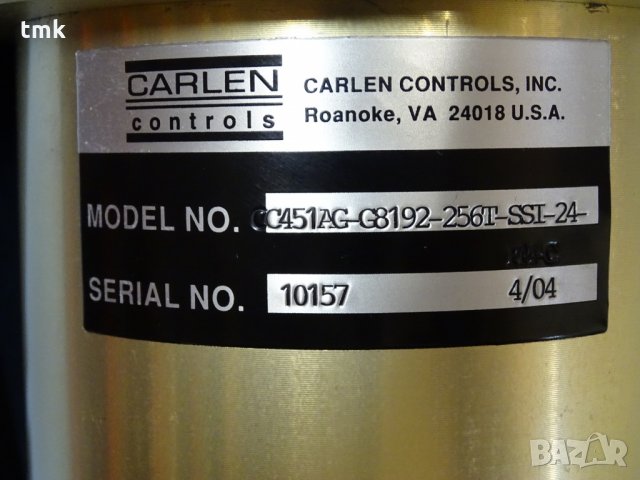 tmk
CARLEN
controls
CARLEN CONTROLS, INC.
Roanoke, VA 24018 U.S.A.
MODEL NO. CC451AG-G8192-256T-SSI-24-
SERIAL NO. 10157 4/04
BAZAR